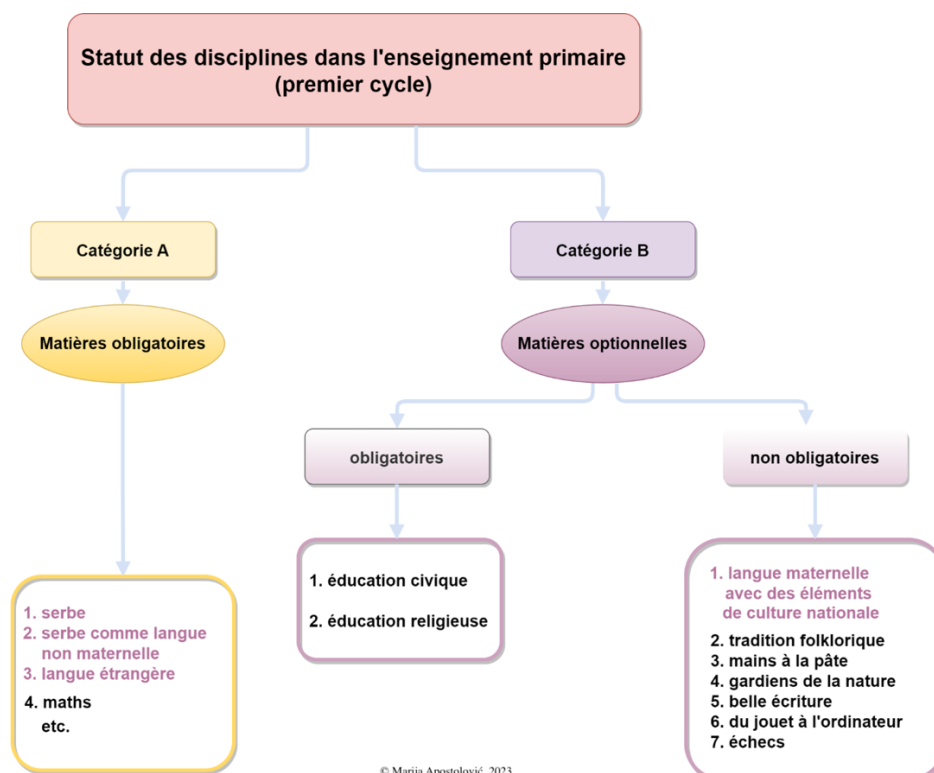 Statut des disciplines dans l'enseignement primaire
(premier cycle)
Catégorie A
Catégorie B
Matières obligatoires
Matières optionnelles
obligatoires
non obligatoires
1. serbe
2. serbe comme langue
non maternelle
3. langue étrangère
4. maths
etc.
1. éducation civique
2. éducation religieuse
1. langue maternelle
avec des éléments
de culture nationale
2. tradition folklorique
3. mains à la pâte
4. gardiens de la nature
5. belle écriture
6. du jouet à l'ordinateur
7. échecs
© Marija Apostolović, 2023